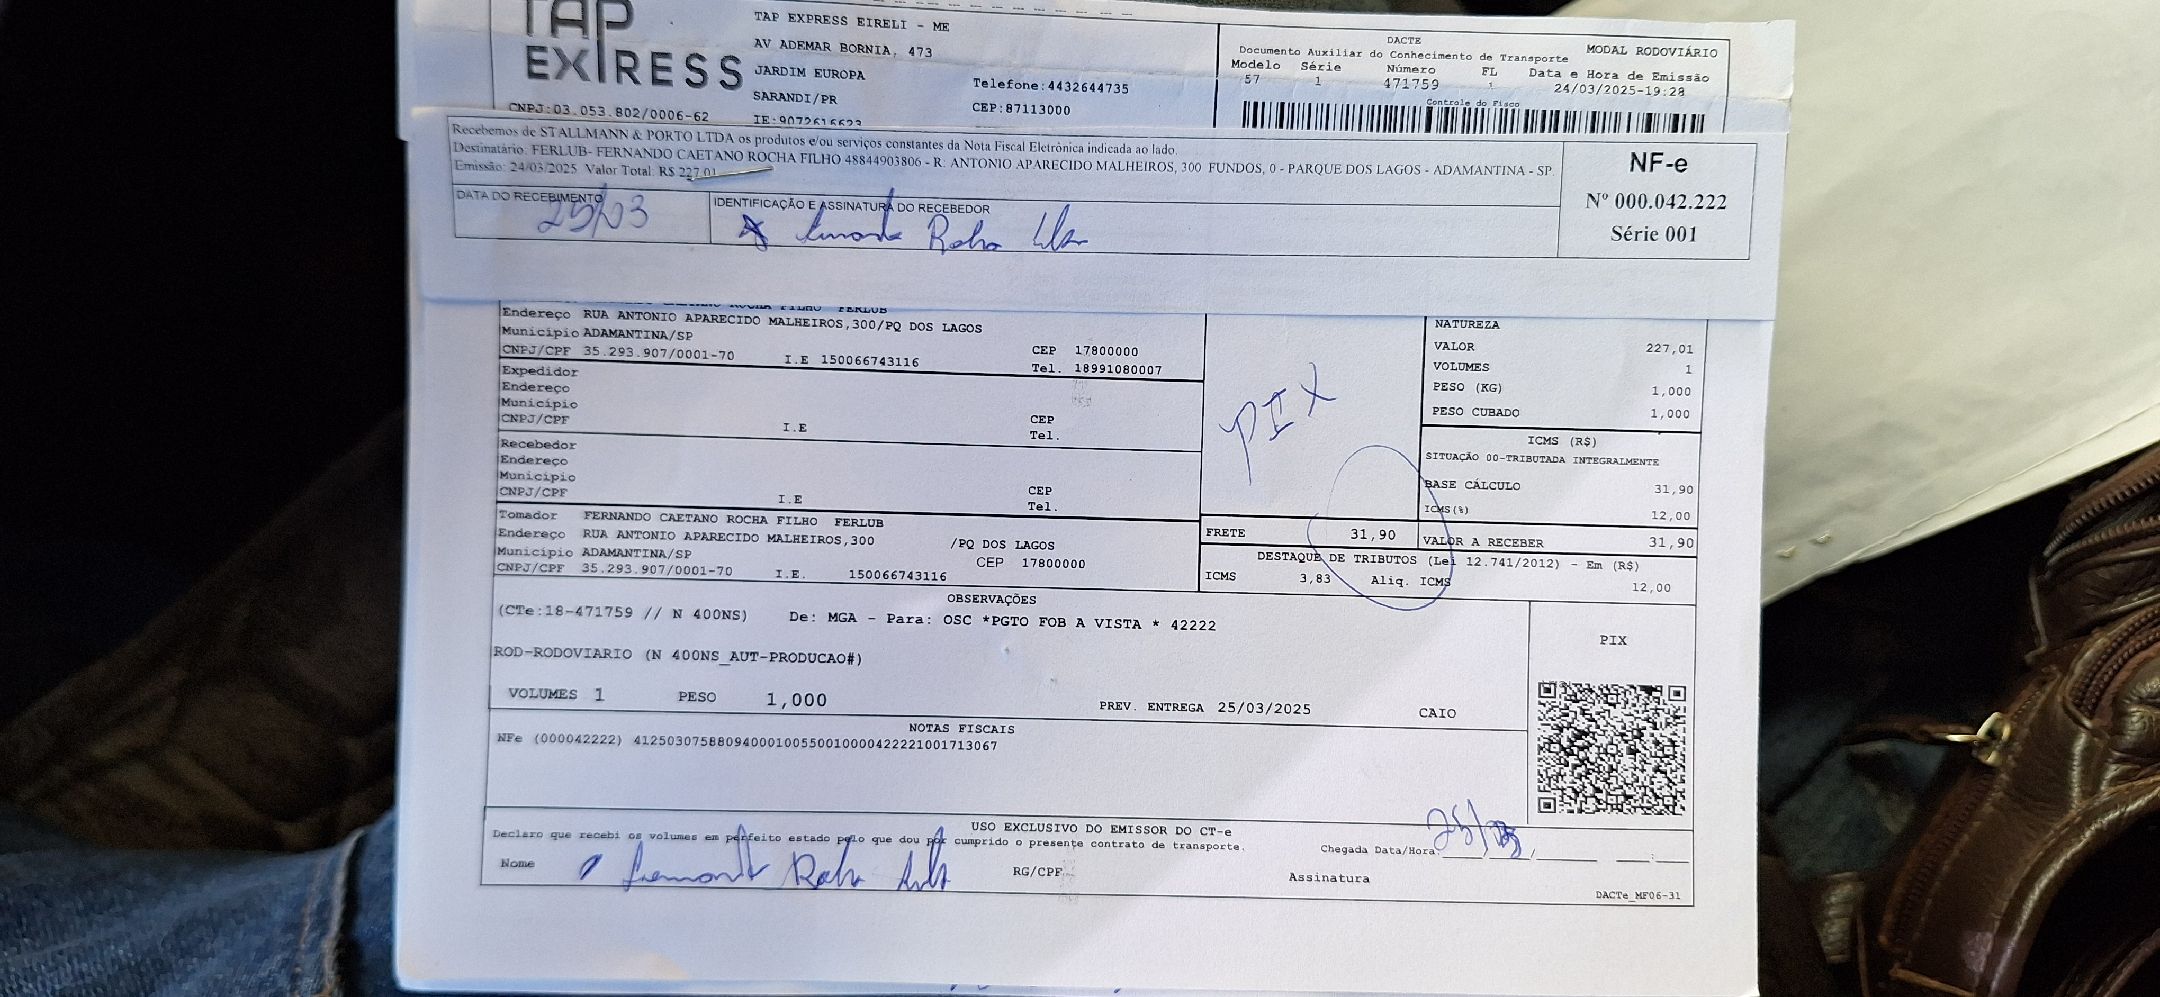 TAP
EXPRESS
CNPJ:03.053.802/0006-62
TAP EXPRESS EIRELI - ME
AV ADEMAR BORNIA, 473
JARDIM EUROPA
SARANDI/PR
IE:9072616623
Telefone:4432644735
CEP:87113000
DACTE
Documento Auxiliar do Conhecimento de Transporte
MODAL RODOVIÁRIO
Modelo Série Número FL Data e Hora de Emissão
57 1 471759 1 24/03/2025-19:28
Controle do Fisco
Recebemos de STALLMANN & PORTO LTDA os produtos e/ou serviços constantes da Nota Fiscal Eletrônica indicada ao lado.
Destinatário: FERLUB- FERNANDO CAETANO ROCHA FILHO 48844903806 - R. ANTONIO APARECIDO MALHEIROS, 300 FUNDOS, 0 - PARQUE DOS LAGOS - ADAMANTINA - SP.
Emissão: 24/03/2025 Valor Total: R$ 227,01
DATA DO RECEBIMENTO
25/03
IDENTIFICAÇÃO E ASSINATURA DO RECEBEDOR
NF-e
Nº 000.042.222
Série 001
ROCHA FILHO FERLUB
Endereço RUA ANTONIO APARECIDO MALHEIROS,300/PQ DOS LAGOS
Município ADAMANTINA/SP
CNPJ/CPF 35.293.907/0001-70 I.E 150066743116
CEP 17800000
Tel. 18991080007
Expedidor
Endereço
Município
CNPJ/CPF I.E CEP
Tel.
Recebedor
Endereço
Município
CNPJ/CPF I.E CEP
Tel.
Tomador FERNANDO CAETANO ROCHA FILHO FERLUB
Endereço RUA ANTONIO APARECIDO MALHEIROS,300 /PQ DOS LAGOS
Município ADAMANTINA/SP CEP 17800000
CNPJ/CPF 35.293.907/0001-70 I.E. 150066743116
PIX
NATUREZA
VALOR 227,01
VOLUMES 1
PESO (KG) 1,000
PESO CUBADO 1,000
ICMS (R$)
SITUAÇÃO 00-TRIBUTADA INTEGRALMENTE
BASE CÁLCULO 31,90
ICMS(%) 12,00
FRETE 31,90 VALOR A RECEBER 31,90
DESTAQUE DE TRIBUTOS (Lei 12.741/2012) - Em (R$)
ICMS 3,83 Aliq. ICMS 12,00
OBSERVAÇÕES
(CTe:18-471759 // N 400NS) De: MGA - Para: OSC *PGTO FOB A VISTA * 42222
ROD-RODOVIARIO (N 400NS_AUT-PRODUCAO#)
VOLUMES 1 PESO 1,000 PREV. ENTREGA 25/03/2025 CAIO
PIX
NOTAS FISCAIS
NFe (000042222) 41250307588094000100550010000422221001713067
USO EXCLUSIVO DO EMISSOR DO CT-e
Declaro que recebi os volumes em perfeito estado pelo que dou por cumprido o presente contrato de transporte.
Chegada Data/Hora: 25/03
Nome RG/CPF Assinatura
DACTe_MF06-31